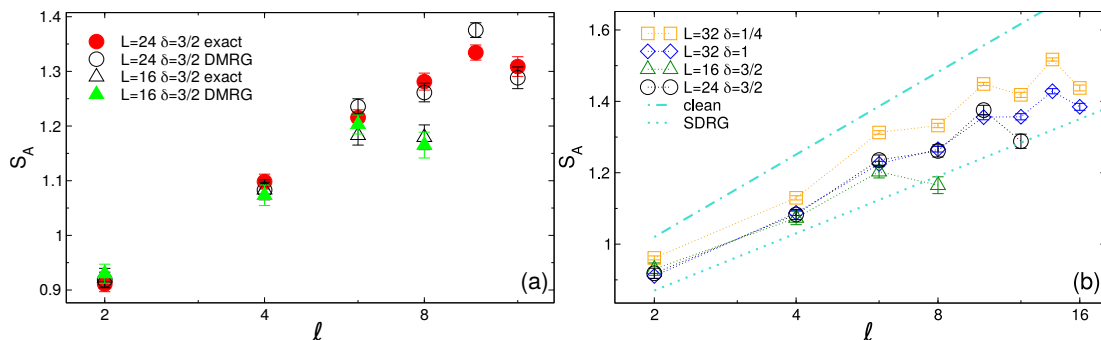 1.4
1.3
1.2
1.1
1
0.9
S_A
L=24 δ=3/2 exact
L=24 δ=3/2 DMRG
L=16 δ=3/2 exact
L=16 δ=3/2 DMRG
(a)
2
4
8
ℓ
1.6
1.4
1.2
1
S_A
L=32 δ=1/4
L=32 δ=1
L=16 δ=3/2
L=24 δ=3/2
clean
SDRG
(b)
2
4
8
16
ℓ